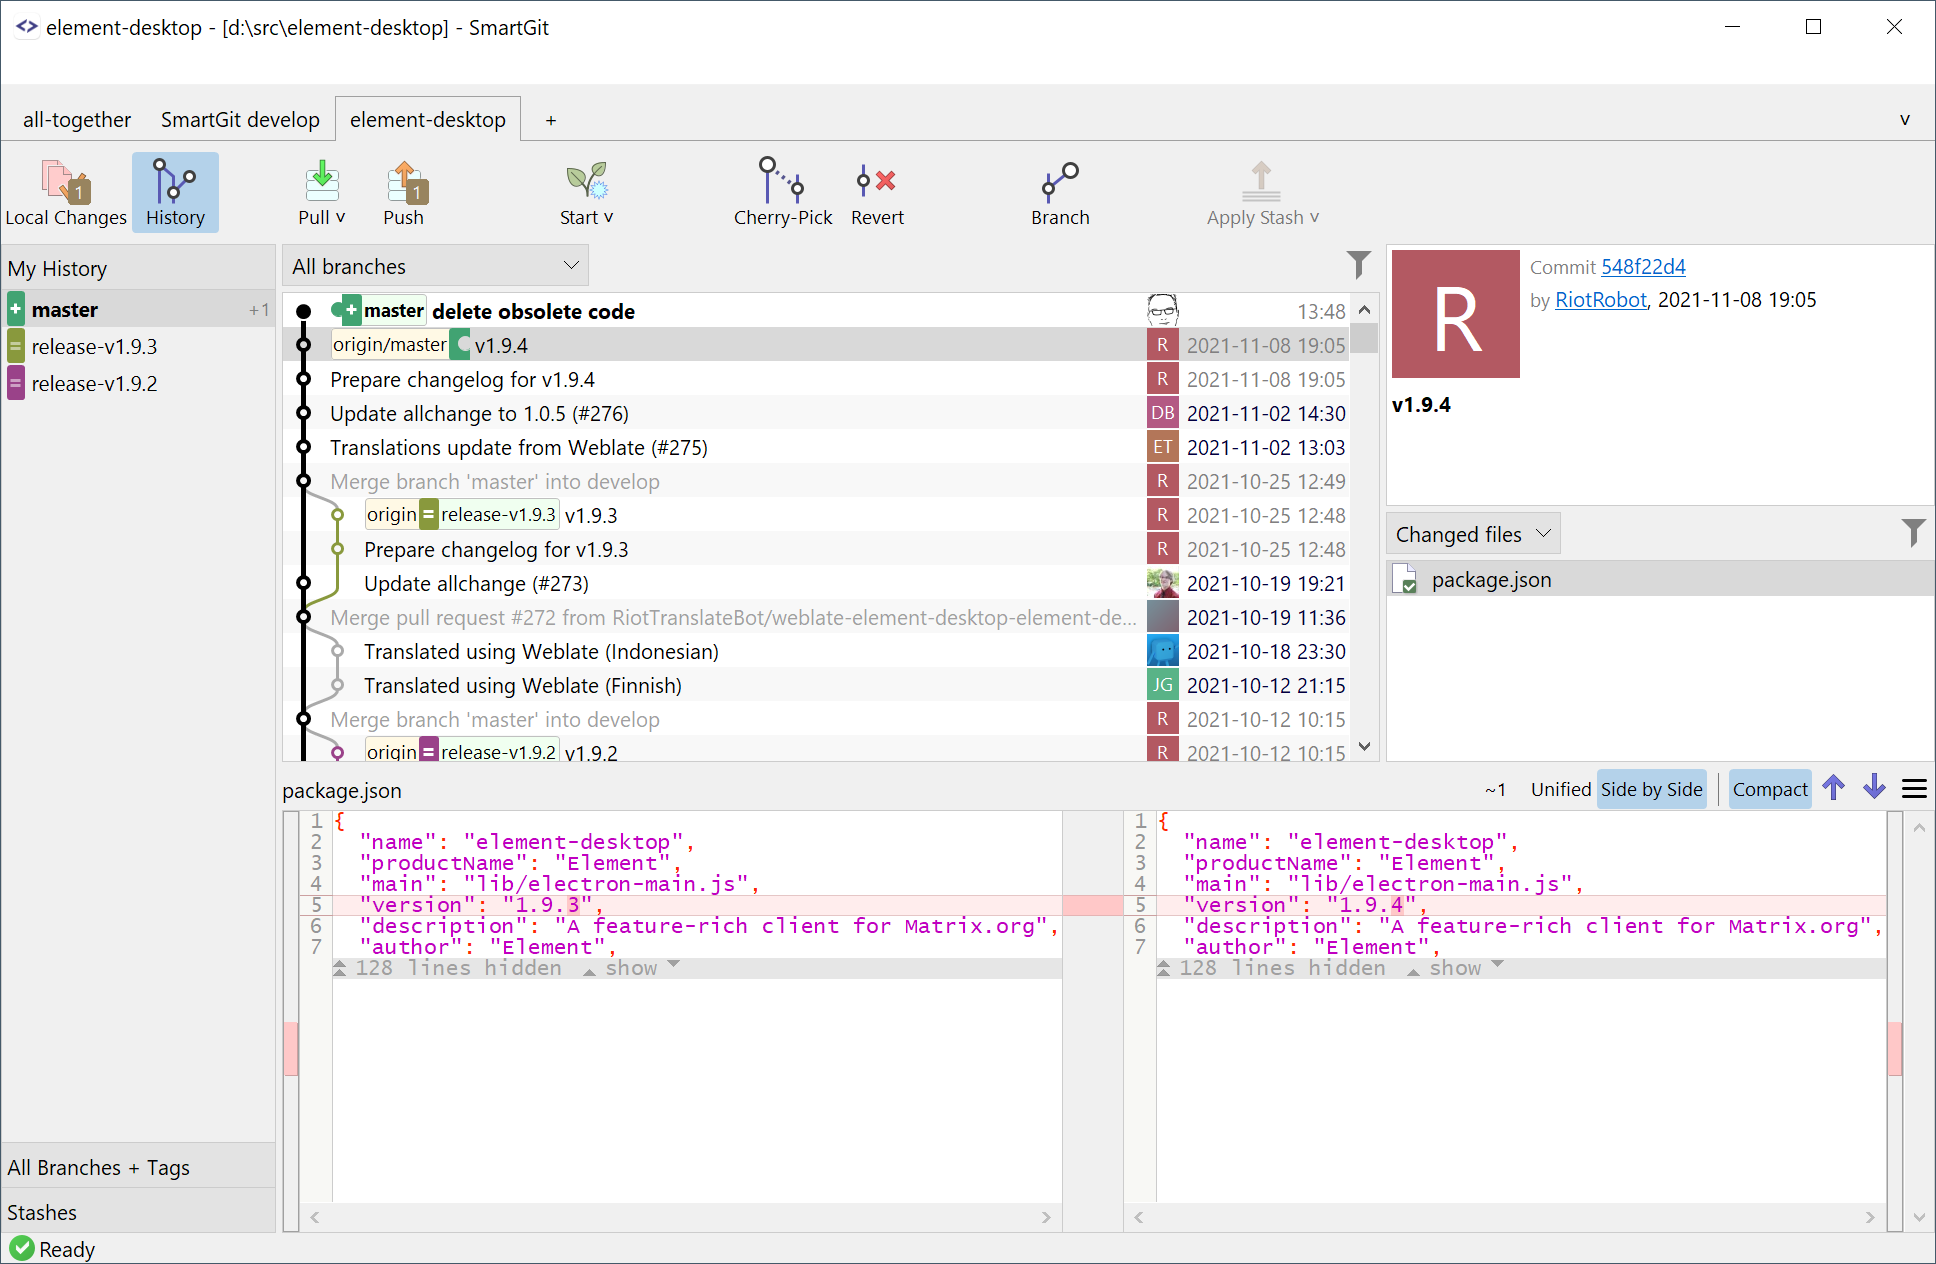 element-desktop - [d:\src\element-desktop] - SmartGit
all-together SmartGit develop element-desktop + v
1 1
Local Changes History Pull v Push Start v Cherry-Pick Revert Branch Apply Stash v
My History
master +1
release-v1.9.3
release-v1.9.2
All Branches + Tags
Stashes
Ready
All branches
master delete obsolete code 13:48
origin/master v1.9.4 R 2021-11-08 19:05
Prepare changelog for v1.9.4 R 2021-11-08 19:05
Update allchange to 1.0.5 (#276) DB 2021-11-02 14:30
Translations update from Weblate (#275) ET 2021-11-02 13:03
Merge branch 'master' into develop R 2021-10-25 12:49
origin = release-v1.9.3 v1.9.3 R 2021-10-25 12:48
Prepare changelog for v1.9.3 R 2021-10-25 12:48
Update allchange (#273) 2021-10-19 19:21
Merge pull request #272 from RiotTranslateBot/weblate-element-desktop-element-de... 2021-10-19 11:36
Translated using Weblate (Indonesian) 2021-10-18 23:30
Translated using Weblate (Finnish) JG 2021-10-12 21:15
Merge branch 'master' into develop R 2021-10-12 10:15
origin = release-v1.9.2 v1.9.2 R 2021-10-12 10:15
R
Commit 548f22d4
by RiotRobot, 2021-11-08 19:05
v1.9.4
Changed files
package.json
package.json ~1 Unified Side by Side Compact
1 {
2 "name": "element-desktop",
3 "productName": "Element",
4 "main": "lib/electron-main.js",
5 "version": "1.9.3",
6 "description": "A feature-rich client for Matrix.org",
7 "author": "Element",
128 lines hidden show
1 {
2 "name": "element-desktop",
3 "productName": "Element",
4 "main": "lib/electron-main.js",
5 "version": "1.9.4",
6 "description": "A feature-rich client for Matrix.org",
7 "author": "Element",
128 lines hidden show